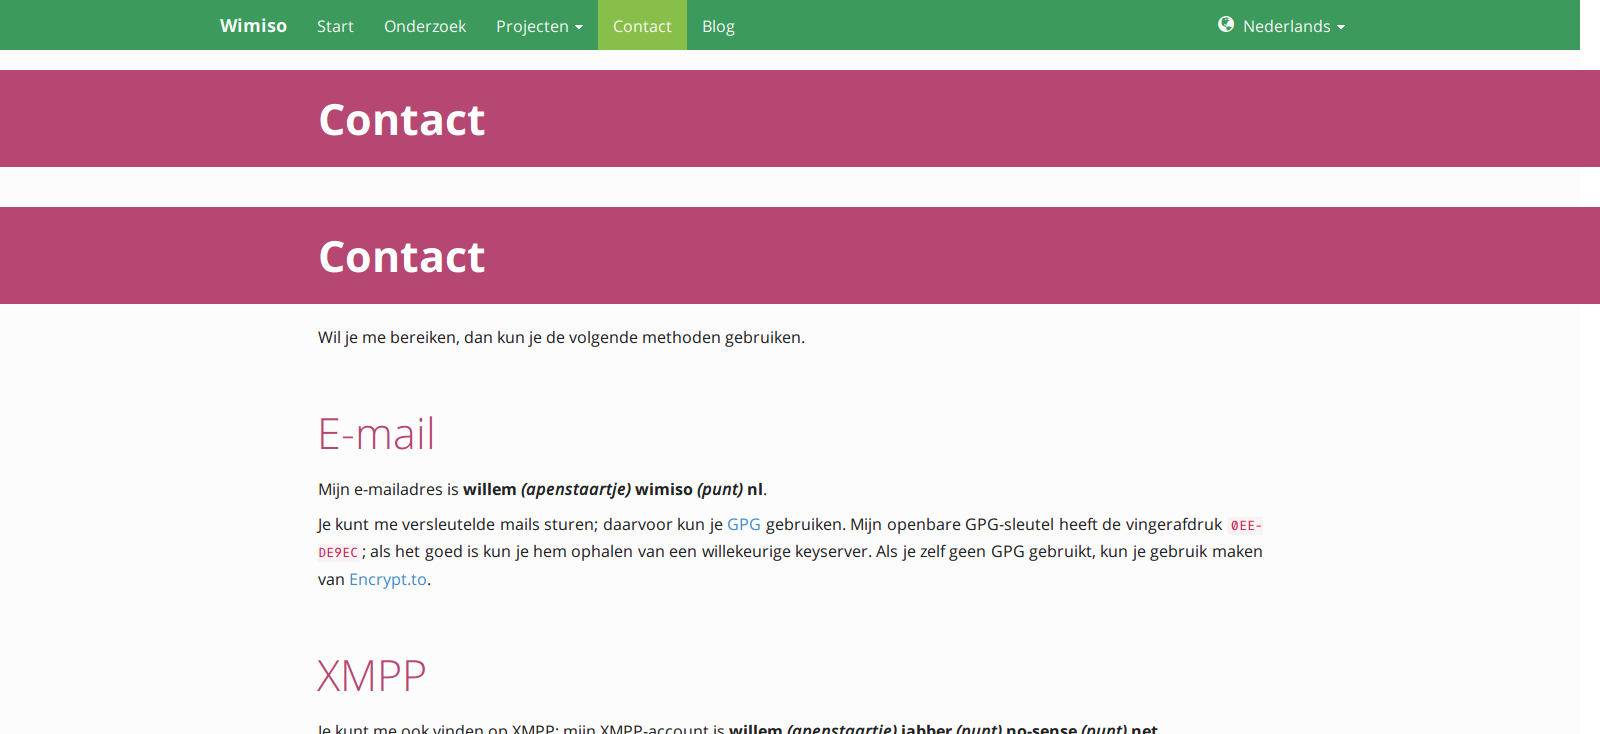 Wimiso Start Onderzoek Projecten Contact Blog Nederlands
Contact
Contact
Wil je me bereiken, dan kun je de volgende methoden gebruiken.
E-mail
Mijn e-mailadres is willem (apenstaartje) wimiso (punt) nl.
Je kunt me versleutelde mails sturen; daarvoor kun je GPG gebruiken. Mijn openbare GPG-sleutel heeft de vingerafdruk 0EE-
DE9EC; als het goed is kun je hem ophalen van een willekeurige keyserver. Als je zelf geen GPG gebruikt, kun je gebruik maken
van Encrypt.to.
XMPP
Je kunt me ook vinden op XMPP; mijn XMPP-account is willem (apenstaartje) jabber (punt) no-sense (punt) net